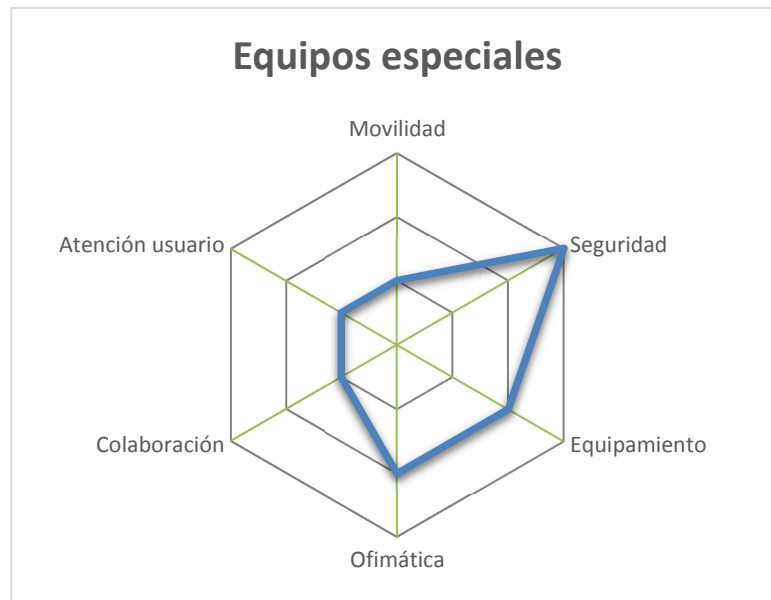 Equipos especiales
Movilidad
Atención usuario
Seguridad
Colaboración
Equipamiento
Ofimática